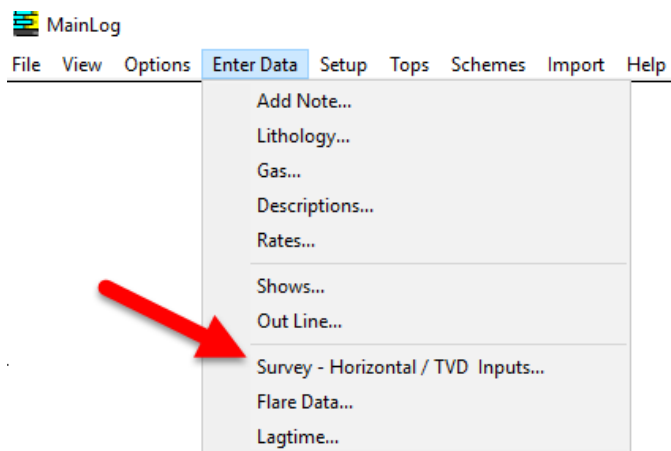 MainLog
File View Options Enter Data Setup Tops Schemes Import Help
Add Note...
Lithology...
Gas...
Descriptions...
Rates...
Shows...
Out Line...
Survey - Horizontal / TVD Inputs...
Flare Data...
Lagtime...